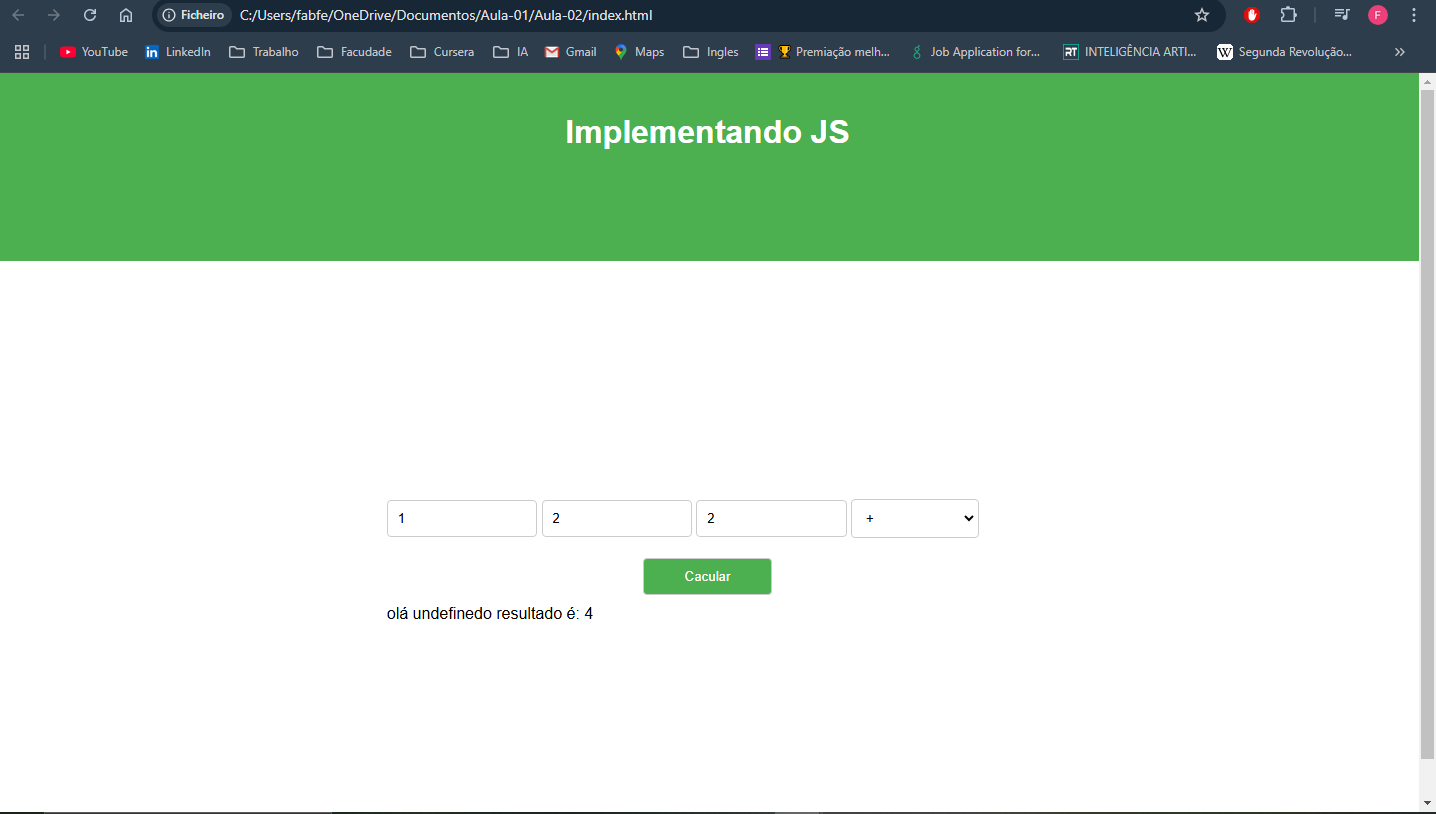 Ficheiro C:/Users/fabfe/OneDrive/Documentos/Aula-01/Aula-02/index.html F
YouTube LinkedIn Trabalho Facudade Cursera IA Gmail Maps Ingles Premiação melh... Job Application for... RT INTELIGÊNCIA ARTI... W Segunda Revolução... »
Implementando JS
1 2 2 +
Cacular
olá undefinedo resultado é: 4